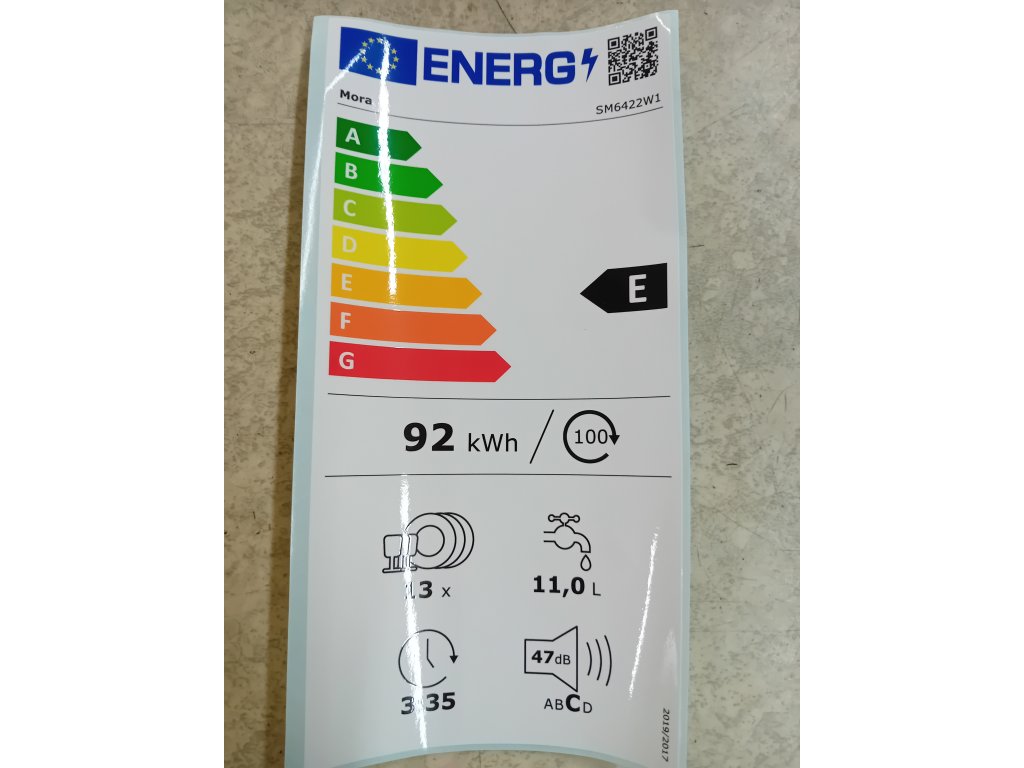 ENERG
Mora SM6422W1
A
B
C
D
E
F
G
E
92 kWh / 100
13 x
11,0 L
3:35
47dB
ABCD
2019/2017